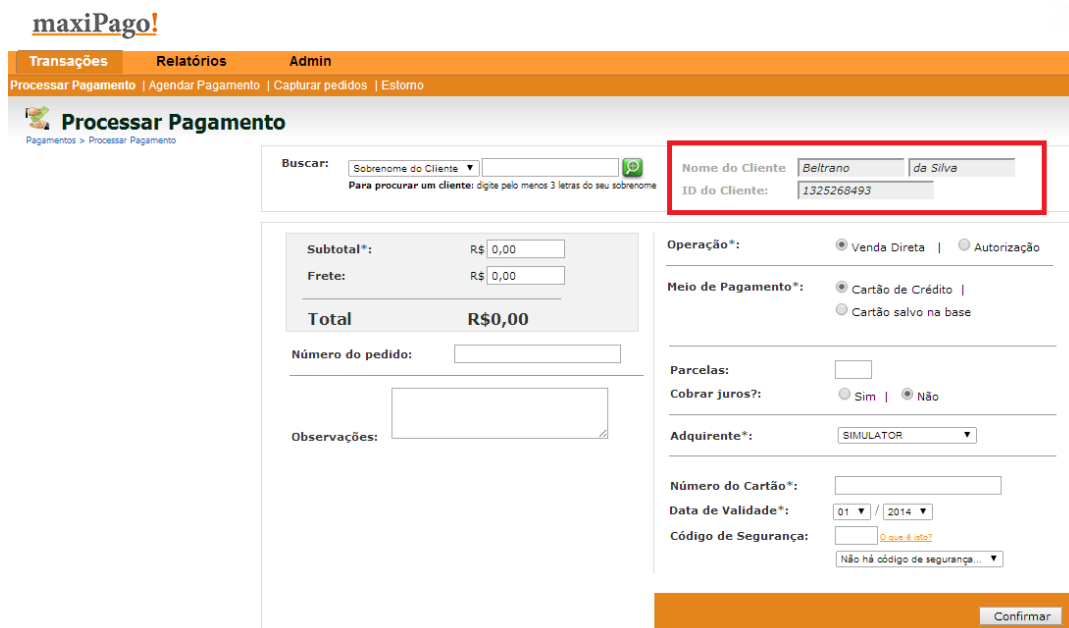 maxiPago!
Transações Relatórios Admin
Processar Pagamento | Agendar Pagamento | Capturar pedidos | Estorno
Processar Pagamento
Pagamentos > Processar Pagamento
Buscar: Sobrenome do Cliente
Para procurar um cliente: digite pelo menos 3 letras do seu sobrenome
Nome do Cliente Beltrano da Silva
ID do Cliente: 1325268493
Subtotal*: R$ 0,00
Frete: R$ 0,00
Total R$0,00
Número do pedido:
Observações:
Operação*: Venda Direta | Autorização
Meio de Pagamento*: Cartão de Crédito |
Cartão salvo na base
Parcelas:
Cobrar juros?: Sim | Não
Adquirente*: SIMULATOR
Número do Cartão*:
Data de Validade*: 01 / 2014
Código de Segurança: O que é isto?
Não há código de segurança...
Confirmar